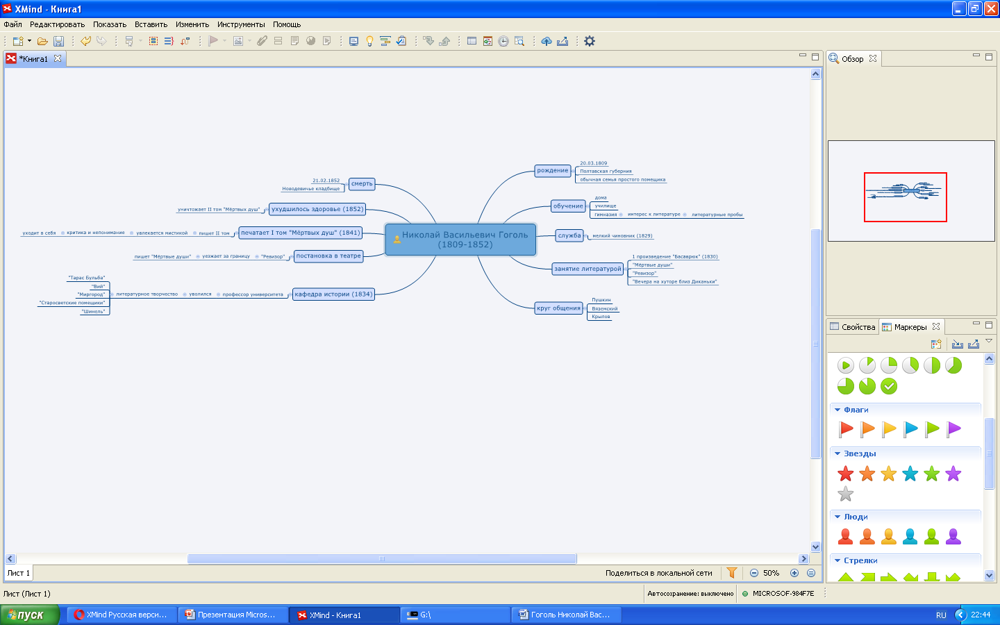 XMind - Книга1
Файл Редактировать Показать Вставить Изменить Инструменты Помощь
*Книга1
Обзор
рождение
20.03.1809
Полтавская губерния
обычная семья простого помещика
обучение
дома
училище
гимназия интерес к литературе литературные пробы
служба
мелкий чиновник (1829)
занятие литературой
1 произведение "Басаврюк" (1830)
"Мёртвые души"
"Ревизор"
"Вечера на хуторе близ Диканьки"
круг общения
Пушкин
Вяземский
Крылов
Николай Васильевич Гоголь
(1809-1852)
21.02.1852
Новодевичье кладбище
смерть
уничтожает II том "Мёртвых душ" ухудшилось здоровье (1852)
уходит в себя критика и непонимание увлекается мистикой пишет II том печатает I том "Мёртвых душ" (1841)
пишет "Мёртвые души" уезжает за границу "Ревизор" постановка в театре
"Тарас Бульба"
"Вий"
"Миргород"
"Старосветские помещики"
"Шинель"
литературное творчество уволился профессор университета кафедра истории (1834)
Свойства Маркеры
Флаги
Звезды
Люди
Стрелки
Лист 1
Поделиться в локальной сети 50%
Лист (Лист 1)
Автосохранение: выключено MICROSOF-984F7E
пуск
XMind Русская верси...
Презентация Micros...
XMind - Книга1
G:\
Гоголь Николай Вас...
RU
22:44